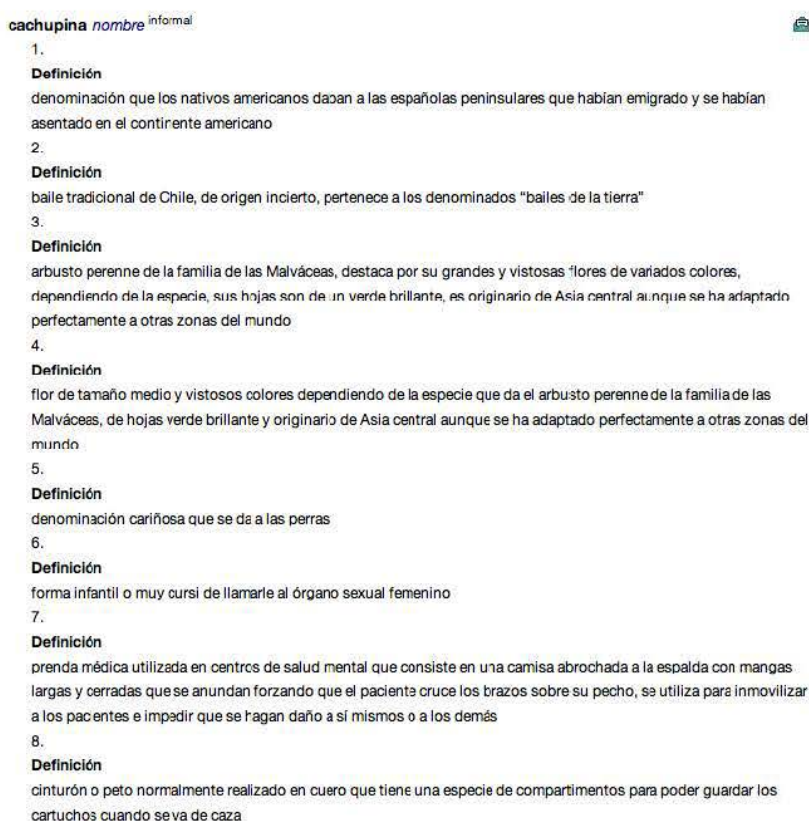 cachupina nombre informal
1.
Definición
denominación que los nativos americanos daban a las españolas peninsulares que habían emigrado y se habían
asentado en el continente americano
2.
Definición
baile tradicional de Chile, de origen incierto, pertenece a los denominados “bailes de la tierra”
3.
Definición
arbusto perenne de la familia de las Malváceas, destaca por su grandes y vistosas flores de variados colores,
dependiendo de la especie, sus hojas son de un verde brillante, es originario de Asia central aunque se ha adaptado
perfectamente a otras zonas del mundo
4.
Definición
flor de tamaño medio y vistosos colores dependiendo de la especie que da el arbusto perenne de la familia de las
Malváceas, de hojas verde brillante y originario de Asia central aunque se ha adaptado perfectamente a otras zonas del
mundo
5.
Definición
denominación cariñosa que se da a las perras
6.
Definición
forma infantil o muy cursi de llamarle al órgano sexual femenino
7.
Definición
prenda médica utilizada en centros de salud mental que consiste en una camisa abrochada a la espalda con mangas
largas y cerradas que se anundan forzando que el paciente cruce los brazos sobre su pecho, se utiliza para inmovilizar
a los pacientes e impedir que se hagan daño a sí mismos o a los demás
8.
Definición
cinturón o peto normalmente realizado en cuero que tiene una especie de compartimentos para poder guardar los
cartuchos cuando se va de caza